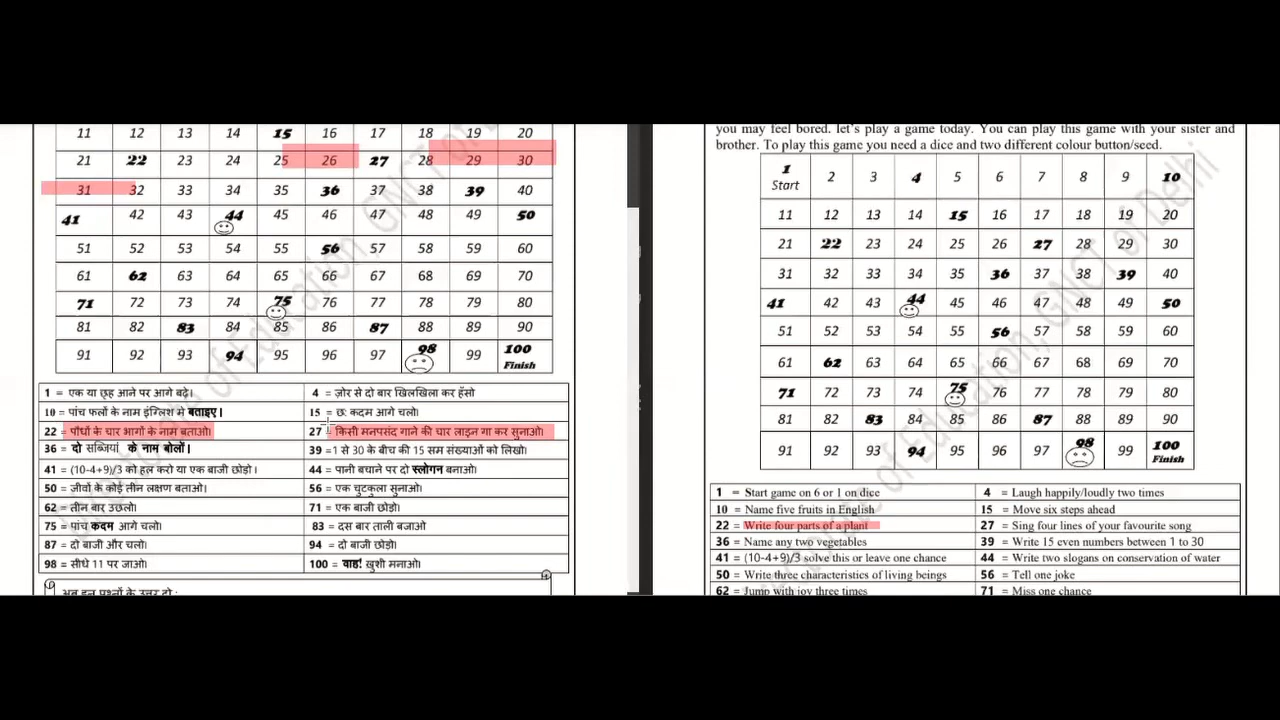 11 12 13 14 15 16 17 18 19 20
21 22 23 24 25 26 27 28 29 30
31 32 33 34 35 36 37 38 39 40
41 42 43 44 45 46 47 48 49 50
51 52 53 54 55 56 57 58 59 60
61 62 63 64 65 66 67 68 69 70
71 72 73 74 75 76 77 78 79 80
81 82 83 84 85 86 87 88 89 90
91 92 93 94 95 96 97 98 99 100
Finish
1 = एक या छह आने पर आगे बढ़े। 4 = ज़ोर से दो बार खिलखिला कर हँसो
10 = पांच फलों के नाम इंग्लिश मे बताइए। 15 = छ: कदम आगे चलो।
22 = पौधों के चार भागों के नाम बताओ। 27 = किसी मनपसंद गाने की चार लाइन गा कर सुनाओ।
36 = दो सब्जियां के नाम बोलों। 39 =1 से 30 के बीच की 15 सम संख्याओं को लिखो।
41 = (10-4+9)/3 को हल करो या एक बाजी छोड़ो। 44 = पानी बचाने पर दो स्लोगन बनाओ।
50 = जीवों के कोई तीन लक्षण बताओ। 56 = एक चुटकुला सुनाओ।
62 = तीन बार उछलो। 71 = एक बाजी छोड़ो।
75 = पांच कदम आगे चलो। 83 = दस बार ताली बजाओ
87 = दो बाजी और चलो। 94 = दो बाजी छोड़ो।
98 = सीधे 11 पर जाओ। 100 = वाह! खुशी मनाओ।
अब इन प्रश्नों के उत्तर दो :
you may feel bored. let's play a game today. You can play this game with your sister and
brother. To play this game you need a dice and two different colour button/seed.
1 2 3 4 5 6 7 8 9 10
Start
11 12 13 14 15 16 17 18 19 20
21 22 23 24 25 26 27 28 29 30
31 32 33 34 35 36 37 38 39 40
41 42 43 44 45 46 47 48 49 50
51 52 53 54 55 56 57 58 59 60
61 62 63 64 65 66 67 68 69 70
71 72 73 74 75 76 77 78 79 80
81 82 83 84 85 86 87 88 89 90
91 92 93 94 95 96 97 98 99 100
Finish
1 = Start game on 6 or 1 on dice 4 = Laugh happily/loudly two times
10 = Name five fruits in English 15 = Move six steps ahead
22 = Write four parts of a plant 27 = Sing four lines of your favourite song
36 = Name any two vegetables 39 = Write 15 even numbers between 1 to 30
41 = (10-4+9)/3 solve this or leave one chance 44 = Write two slogans on conservation of water
50 = Write three characteristics of living beings 56 = Tell one joke
62 = Jump with joy three times 71 = Miss one chance
of Education, GNCT of Delhi